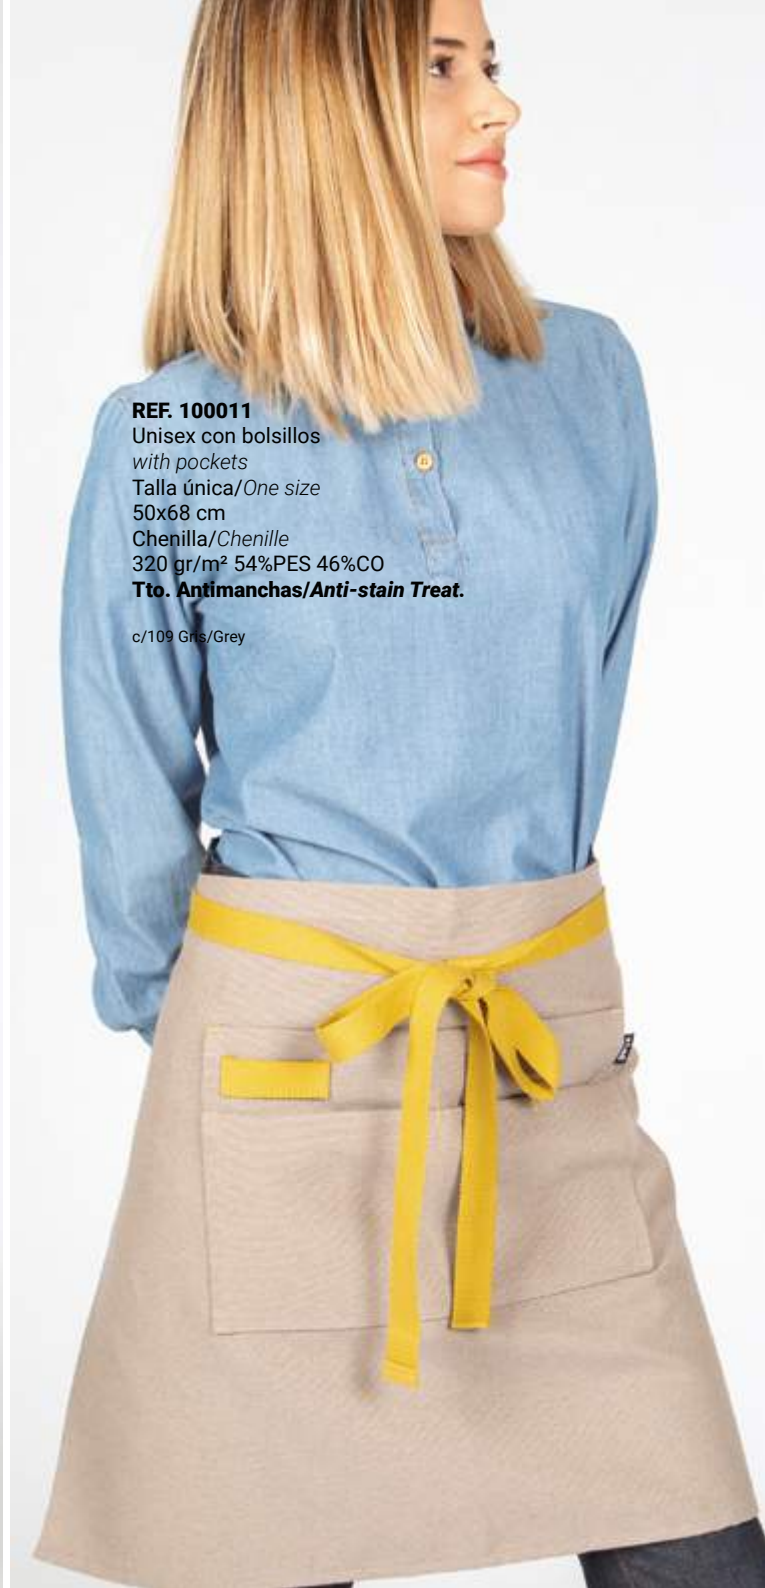 REF. 100011
Unisex con bolsillos
with pockets
Talla única/One size
50x68 cm
Chenilla/Chenille
320 gr/m² 54%PES 46%CO
Tto. Antimanchas/Anti-stain Treat.
c/109 Gris/Grey